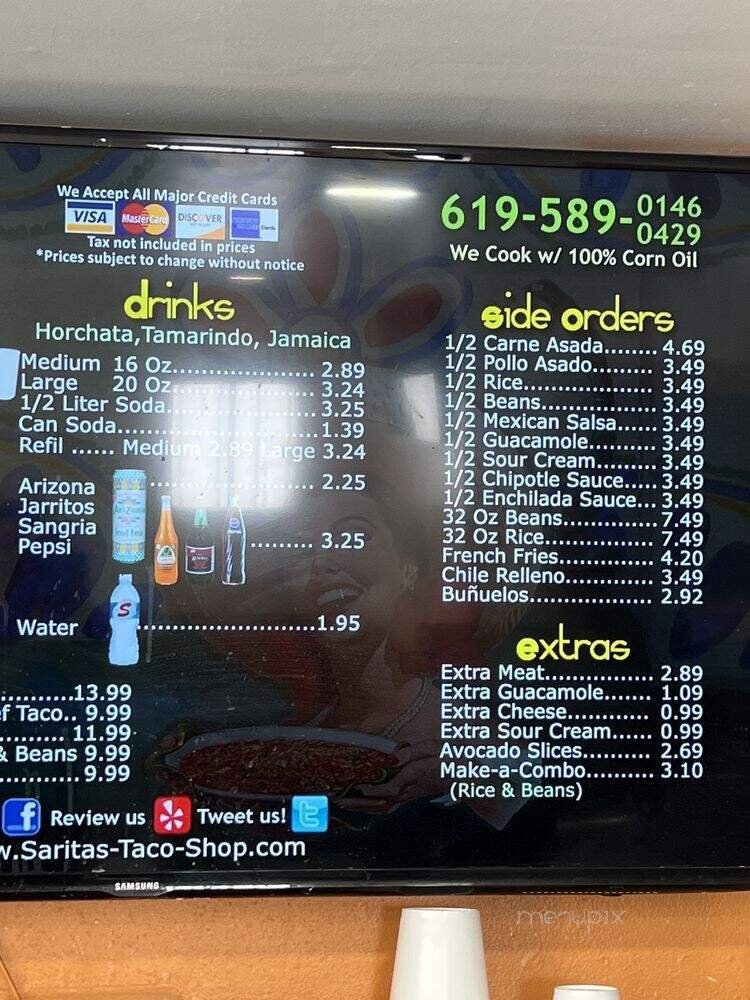 We Accept All Major Credit Cards
VISA MasterCard DISCOVER
Tax not included in prices
*Prices subject to change without notice
drinks
Horchata,Tamarindo, Jamaica
Medium 16 Oz..................... 2.89
Large 20 Oz...................... 3.24
1/2 Liter Soda...................... 3.25
Can Soda..............................1.39
Refil ...... Medium 2.89 Large 3.24
Arizona ......................... 2.25
Jarritos
Sangria
Pepsi ......... 3.25
Arizona
Iced tea
PEPSI
S
Water ..........................1.95
...........13.99
f Taco.. 9.99
.......... 11.99
& Beans 9.99
............ 9.99
f Review us Tweet us! t
w.Saritas-Taco-Shop.com
619-589-0146
0429
We Cook w/ 100% Corn Oil
side orders
1/2 Carne Asada........ 4.69
1/2 Pollo Asado.......... 3.49
1/2 Rice.................... 3.49
1/2 Beans.................. 3.49
1/2 Mexican Salsa...... 3.49
1/2 Guacamole........... 3.49
1/2 Sour Cream......... 3.49
1/2 Chipotle Sauce..... 3.49
1/2 Enchilada Sauce... 3.49
32 Oz Beans.............. 7.49
32 Oz Rice................. 7.49
French Fries............... 4.20
Chile Relleno.............. 3.49
Buñuelos................... 2.92
extras
Extra Meat................ 2.89
Extra Guacamole....... 1.09
Extra Cheese............. 0.99
Extra Sour Cream...... 0.99
Avocado Slices........... 2.69
Make-a-Combo.......... 3.10
(Rice & Beans)
SAMSUNG
menupix